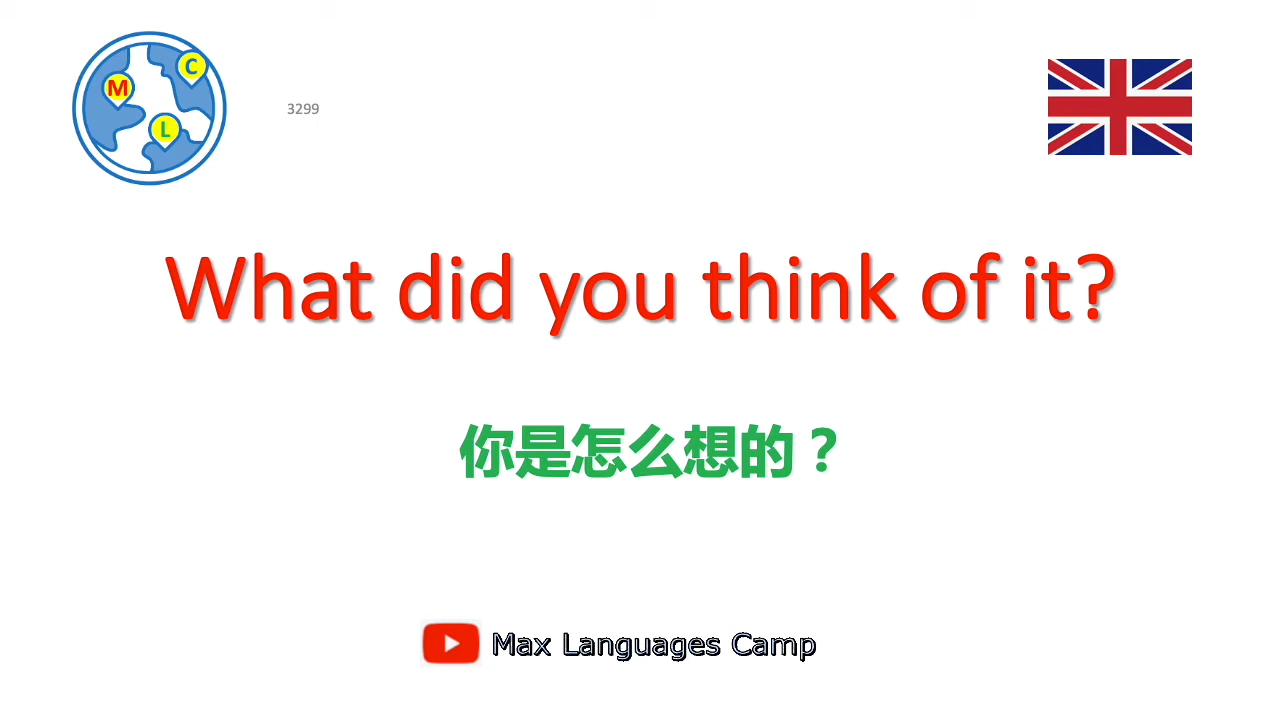 C
M
L
3299
What did you think of it?
你是怎么想的？
Max Languages Camp